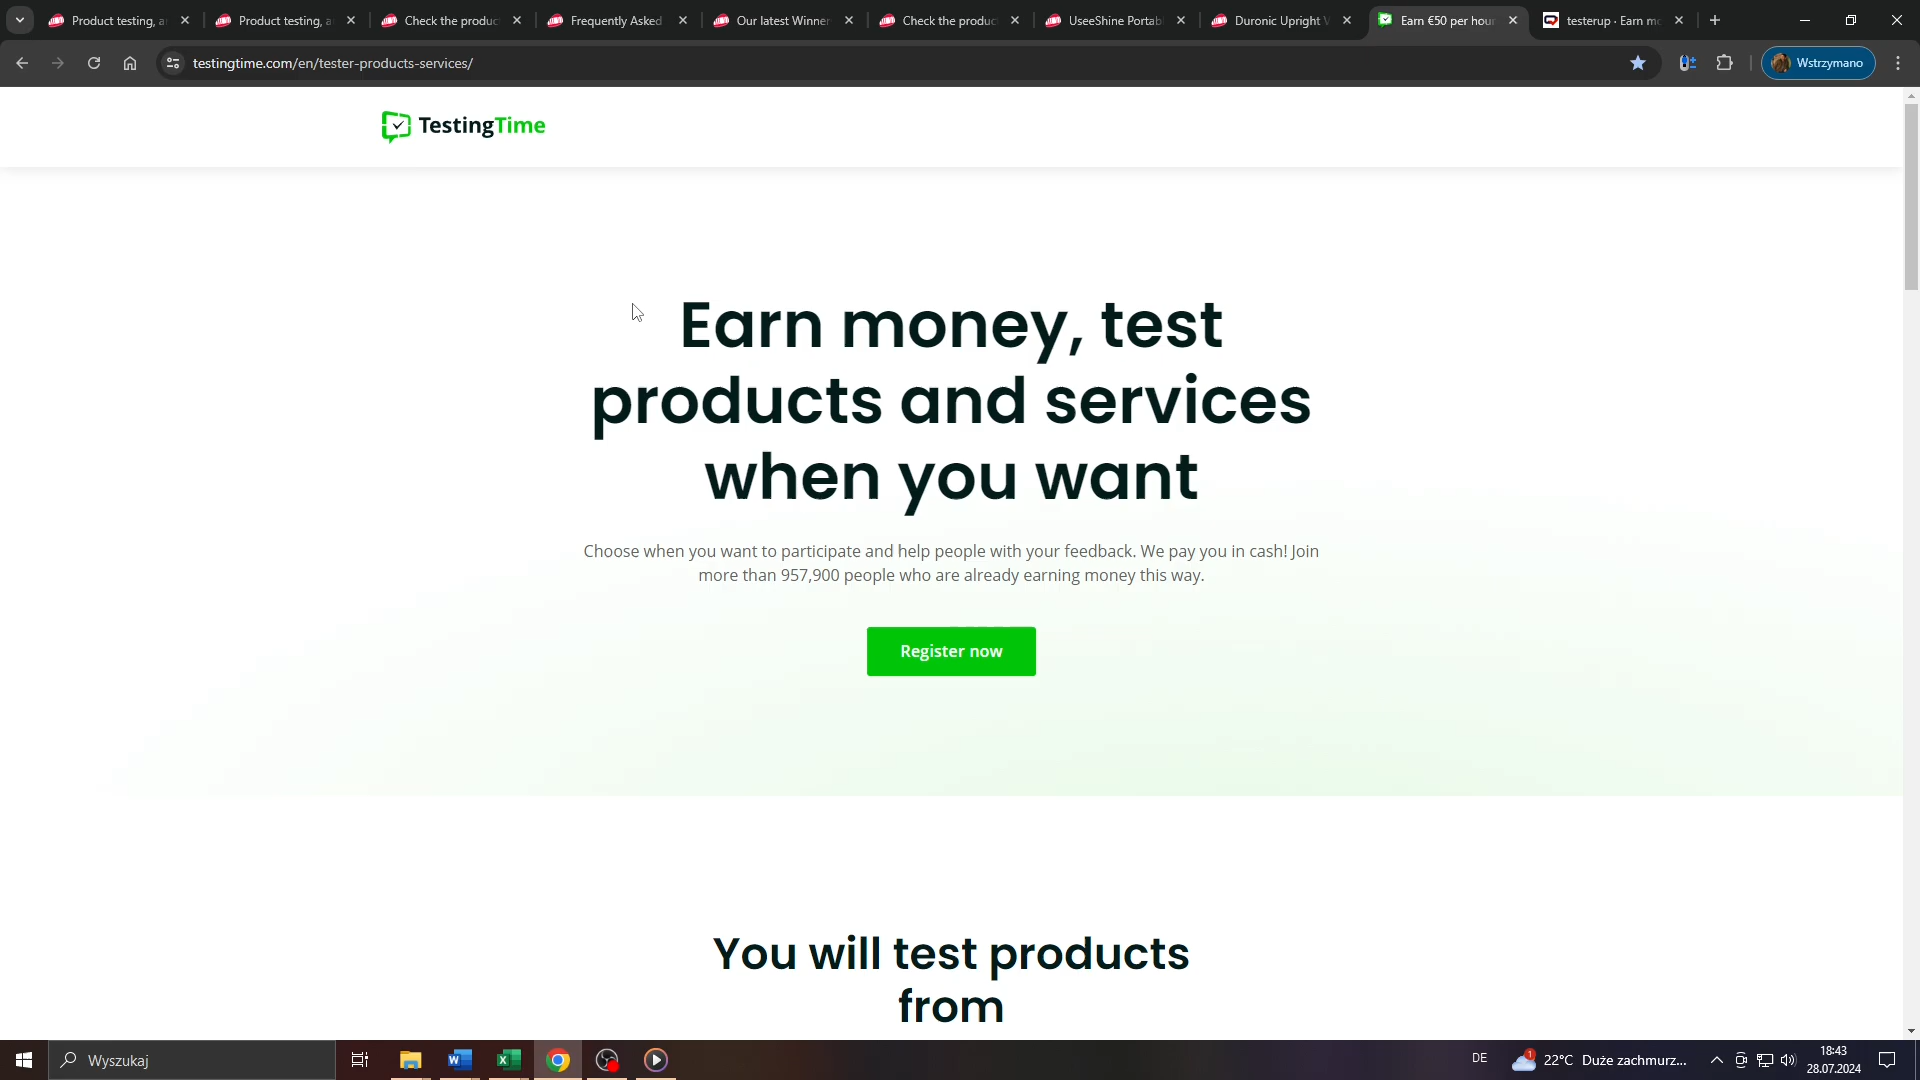 Product testing, a
Product testing, a
Check the produc
Frequently Asked
Our latest Winner
Check the produc
UseeShine Portab
Duronic Upright V
Earn €50 per hour
testerup · Earn mo
testingtime.com/en/tester-products-services/
Wstrzymano
TestingTime
Earn money, test
products and services
when you want
Choose when you want to participate and help people with your feedback. We pay you in cash! Join
more than 957,900 people who are already earning money this way.
Register now
You will test products
from
Wyszukaj
DE
1
22°C Duże zachmurz...
18:43
28.07.2024